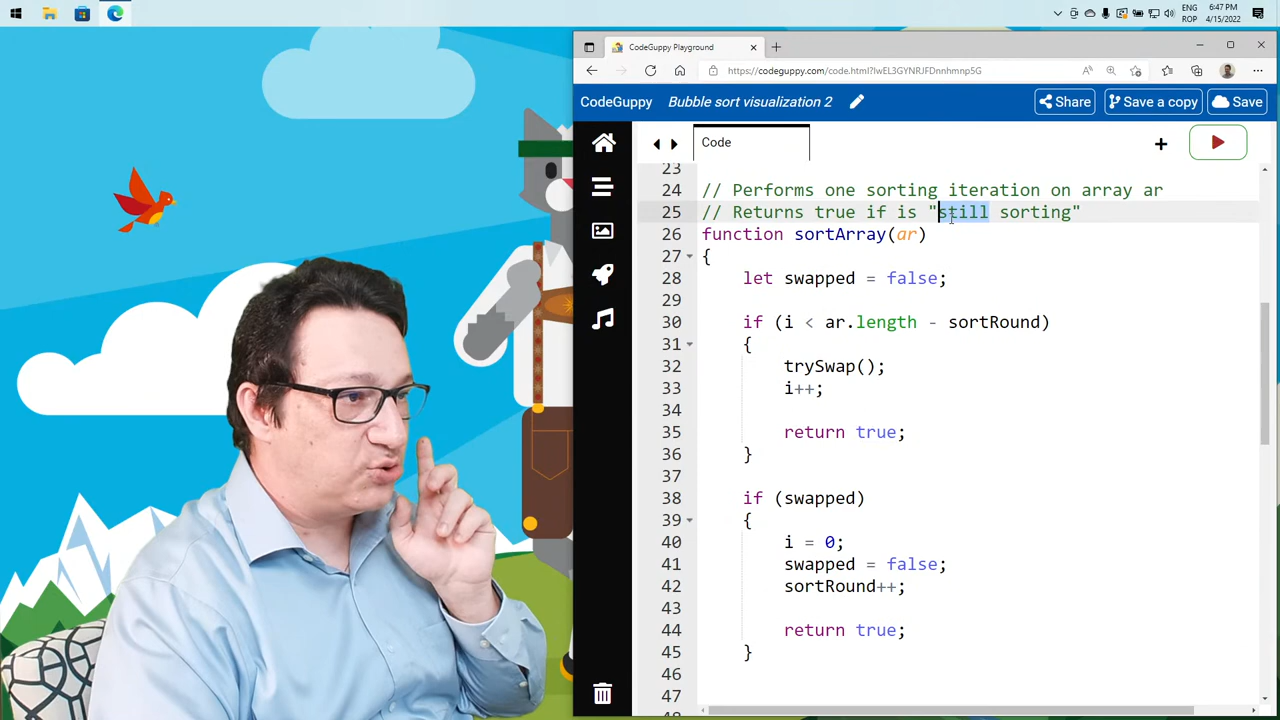 ENG
6:47 PM
ROP
4/15/2022
CodeGuppy Playground
https://codeguppy.com/code.html?lwEL3GYNRJFDnnhmnp5G
CodeGuppy
Bubble sort visualization 2
Share
Save a copy
Save
Code
23
24 // Performs one sorting iteration on array ar
25 // Returns true if is "still sorting"
26 function sortArray(ar)
27 {
28 let swapped = false;
29
30 if (i < ar.length - sortRound)
31 {
32 trySwap();
33 i++;
34
35 return true;
36 }
37
38 if (swapped)
39 {
40 i = 0;
41 swapped = false;
42 sortRound++;
43
44 return true;
45 }
46
47